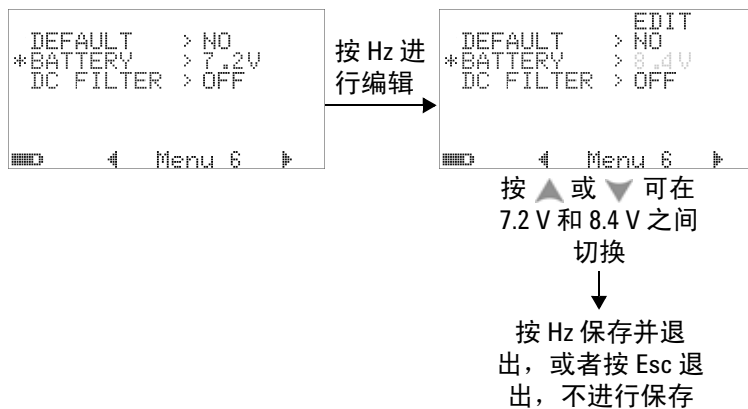 DEFAULT > NO
*BATTERY > 7.2V
DC FILTER > OFF
Menu 6
按 Hz 进
行编辑
EDIT
DEFAULT > NO
*BATTERY > 8.4V
DC FILTER > OFF
Menu 6
按 ▲ 或 ▼ 可在
7.2 V 和 8.4 V 之间
切换
按 Hz 保存并退
出，或者按 Esc 退
出，不进行保存